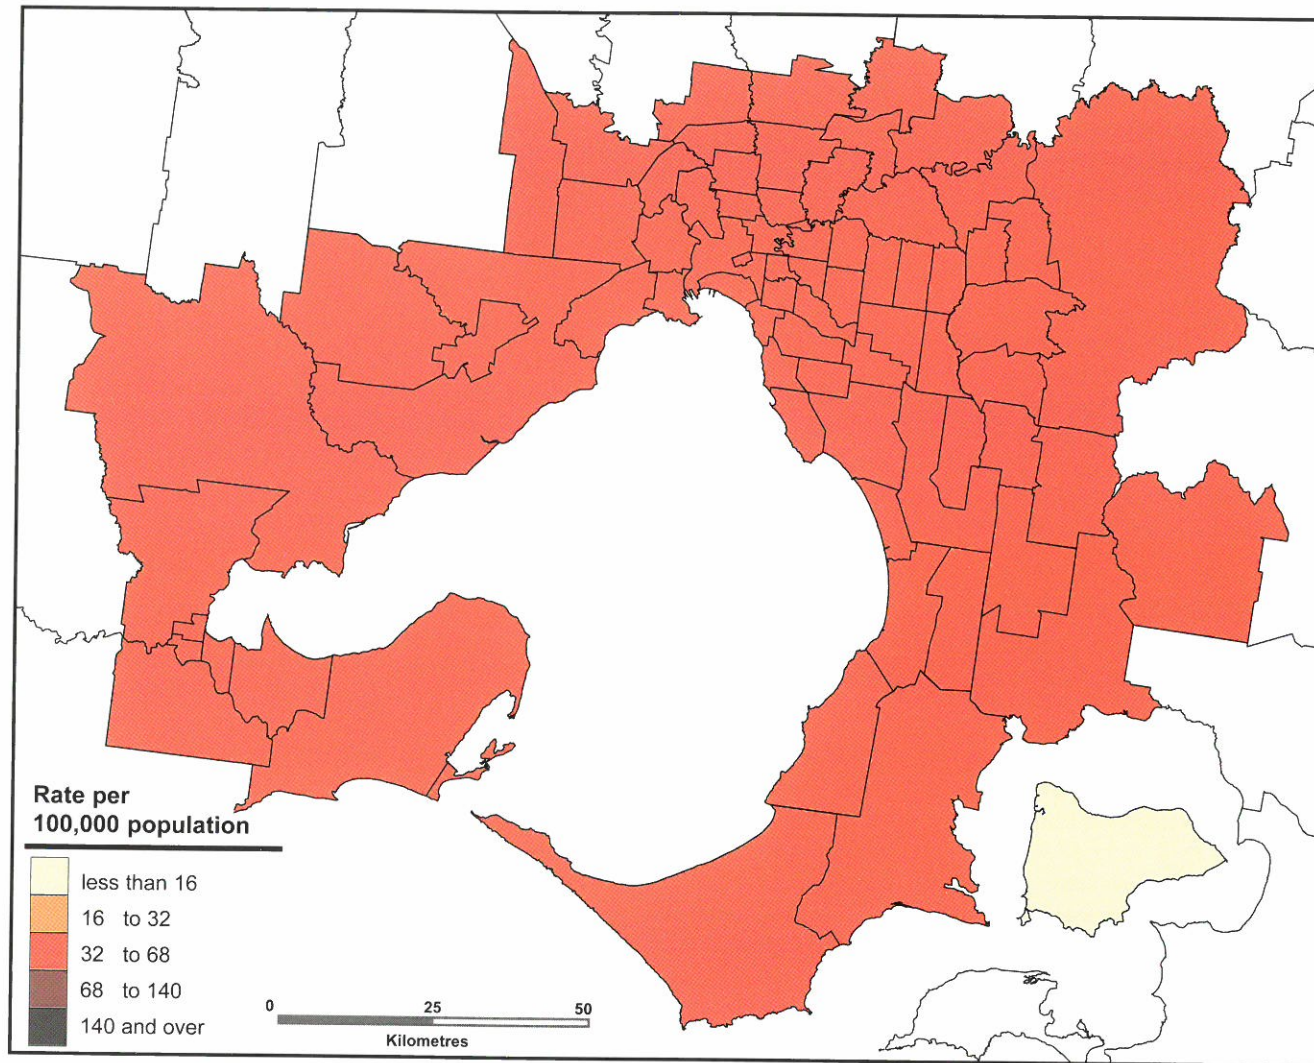 Rate per
100,000 population
less than 16
16 to 32
32 to 68
68 to 140
140 and over
0 25 50
Kilometres